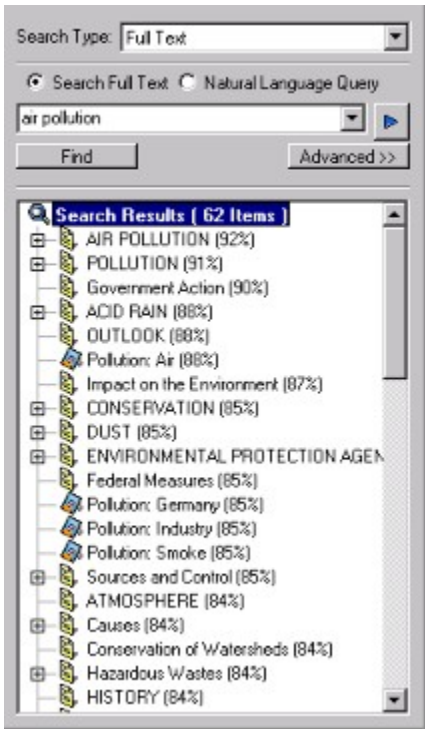 Search Type: Full Text
Search Full Text Natural Language Query
air pollution
Find Advanced >>
Search Results ( 62 Items )
AIR POLLUTION (92%)
POLLUTION (91%)
Government Action (90%)
ACID RAIN (88%)
OUTLOOK (88%)
Pollution: Air (88%)
Impact on the Environment (87%)
CONSERVATION (85%)
DUST (85%)
ENVIRONMENTAL PROTECTION AGEN
Federal Measures (85%)
Pollution: Germany (85%)
Pollution: Industry (85%)
Pollution: Smoke (85%)
Sources and Control (85%)
ATMOSPHERE (84%)
Causes (84%)
Conservation of Watersheds (84%)
Hazardous Wastes (84%)
HISTORY (84%)